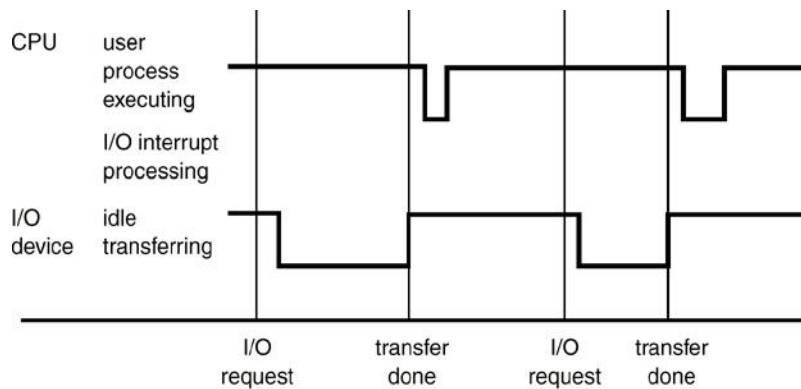 CPU user
process
executing
I/O interrupt
processing
I/O idle
device transferring
I/O transfer I/O transfer
request done request done